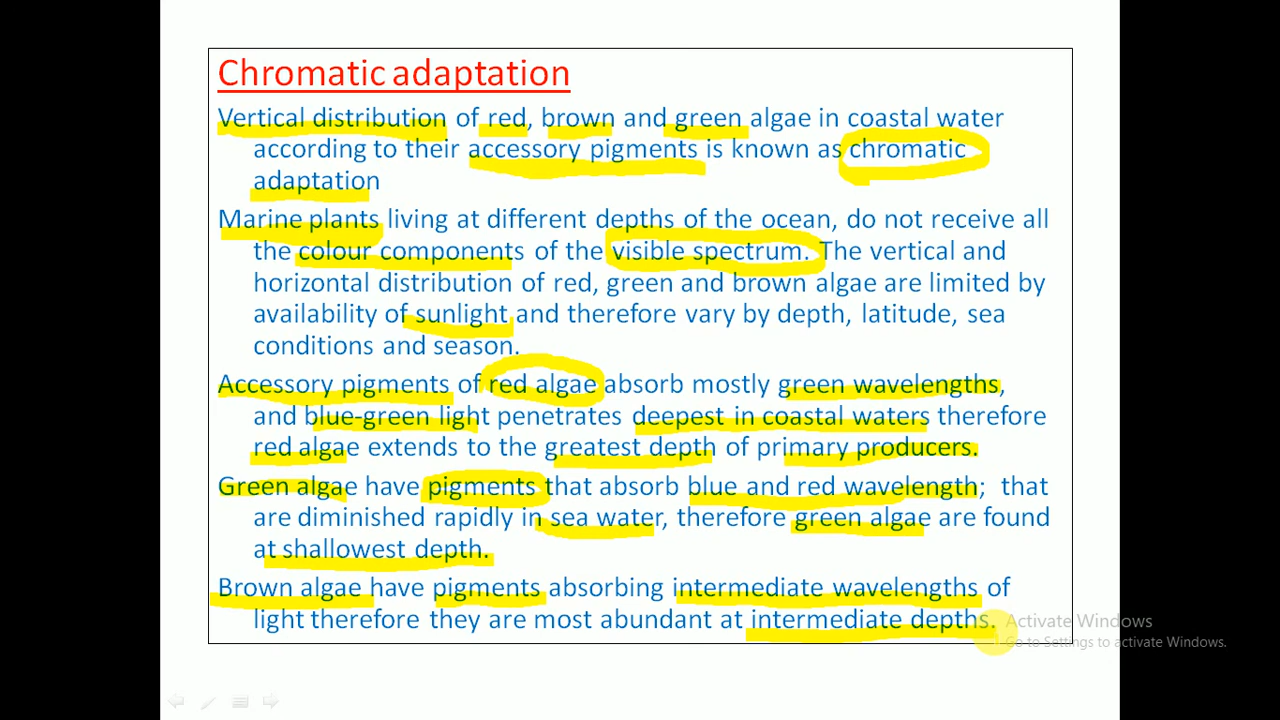 Chromatic adaptation
Vertical distribution of red, brown and green algae in coastal water
according to their accessory pigments is known as chromatic
adaptation
Marine plants living at different depths of the ocean, do not receive all
the colour components of the visible spectrum. The vertical and
horizontal distribution of red, green and brown algae are limited by
availability of sunlight and therefore vary by depth, latitude, sea
conditions and season.
Accessory pigments of red algae absorb mostly green wavelengths,
and blue-green light penetrates deepest in coastal waters therefore
red algae extends to the greatest depth of primary producers.
Green algae have pigments that absorb blue and red wavelength; that
are diminished rapidly in sea water, therefore green algae are found
at shallowest depth.
Brown algae have pigments absorbing intermediate wavelengths of
light therefore they are most abundant at intermediate depths.
Activate Windows
Go to Settings to activate Windows.